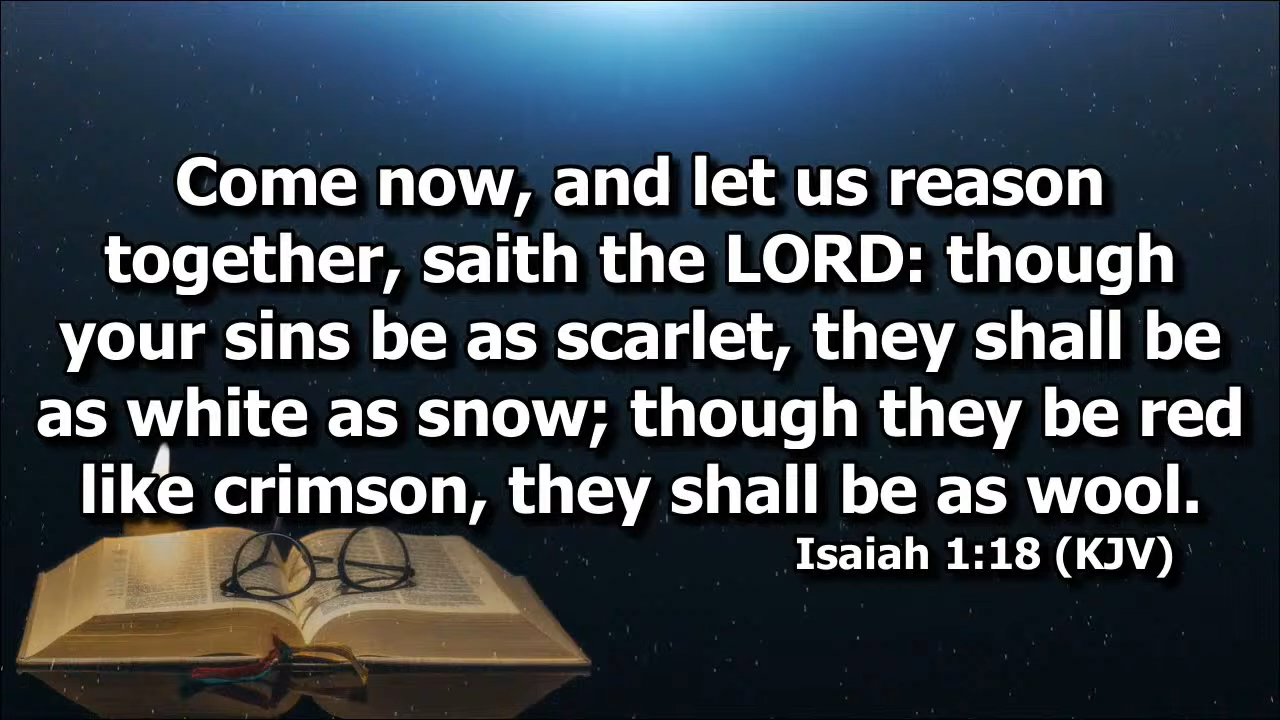 Come now, and let us reason
together, saith the LORD: though
your sins be as scarlet, they shall be
as white as snow; though they be red
like crimson, they shall be as wool.
Isaiah 1:18 (KJV)